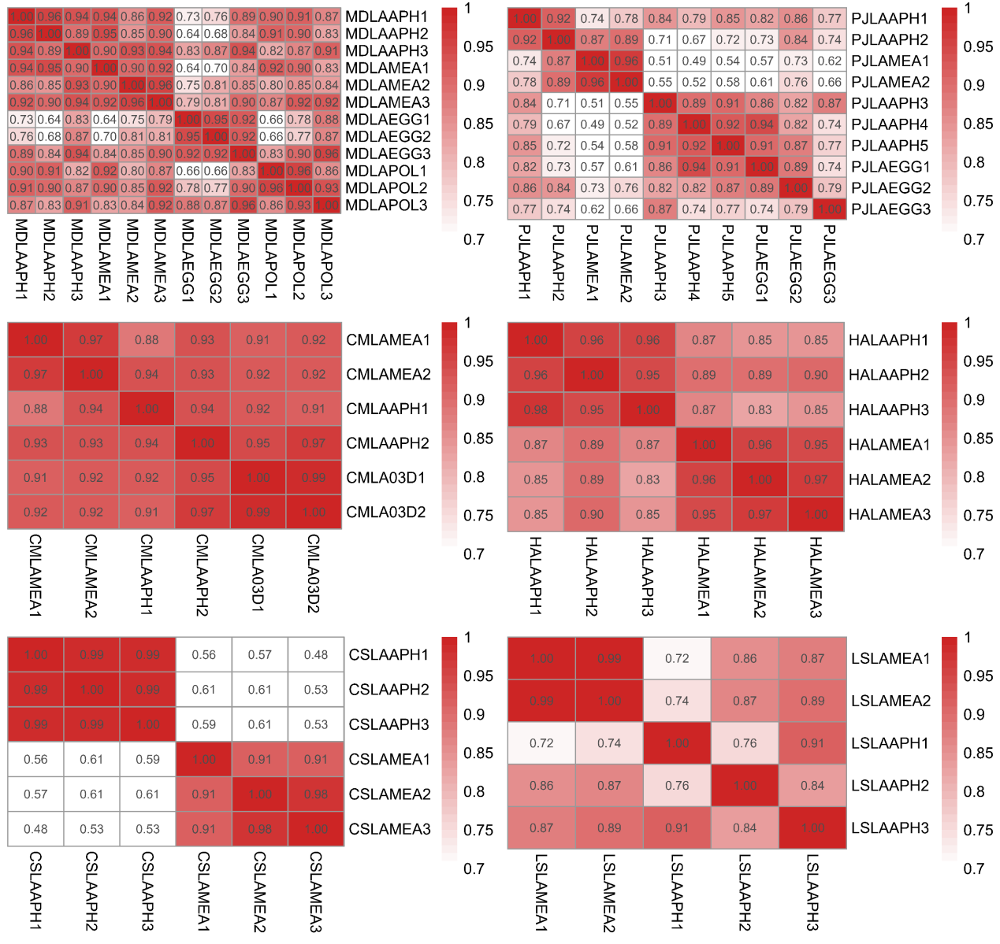 1.00 0.96 0.94 0.94 0.86 0.92 0.73 0.76 0.89 0.90 0.91 0.87 MDLAAPH1
0.96 1.00 0.89 0.95 0.85 0.90 0.64 0.68 0.84 0.91 0.90 0.83 MDLAAPH2
0.94 0.89 1.00 0.90 0.93 0.94 0.83 0.87 0.94 0.82 0.87 0.91 MDLAAPH3
0.94 0.95 0.90 1.00 0.90 0.92 0.64 0.70 0.84 0.92 0.90 0.83 MDLAMEA1
0.86 0.85 0.93 0.90 1.00 0.96 0.75 0.81 0.85 0.80 0.85 0.84 MDLAMEA2
0.92 0.90 0.94 0.92 0.96 1.00 0.79 0.81 0.90 0.87 0.92 0.92 MDLAMEA3
0.73 0.64 0.83 0.64 0.75 0.79 1.00 0.95 0.92 0.66 0.78 0.88 MDLAEGG1
0.76 0.68 0.87 0.70 0.81 0.81 0.95 1.00 0.92 0.66 0.77 0.87 MDLAEGG2
0.89 0.84 0.94 0.84 0.85 0.90 0.92 0.92 1.00 0.83 0.90 0.96 MDLAEGG3
0.90 0.91 0.82 0.92 0.80 0.87 0.66 0.66 0.83 1.00 0.96 0.86 MDLAPOL1
0.91 0.90 0.87 0.90 0.85 0.92 0.78 0.77 0.90 0.96 1.00 0.93 MDLAPOL2
0.87 0.83 0.91 0.83 0.84 0.92 0.88 0.87 0.96 0.86 0.93 1.00 MDLAPOL3
MDLAAPH1 MDLAAPH2 MDLAAPH3 MDLAMEA1 MDLAMEA2 MDLAMEA3 MDLAEGG1 MDLAEGG2 MDLAEGG3 MDLAPOL1 MDLAPOL2 MDLAPOL3
1
0.95
0.9
0.85
0.8
0.75
0.7
1.00 0.92 0.74 0.78 0.84 0.79 0.85 0.82 0.86 0.77 PJLAAPH1
0.92 1.00 0.87 0.89 0.71 0.67 0.72 0.73 0.84 0.74 PJLAAPH2
0.74 0.87 1.00 0.96 0.51 0.49 0.54 0.57 0.73 0.62 PJLAMEA1
0.78 0.89 0.96 1.00 0.55 0.52 0.58 0.61 0.76 0.66 PJLAMEA2
0.84 0.71 0.51 0.55 1.00 0.89 0.91 0.86 0.82 0.87 PJLAAPH3
0.79 0.67 0.49 0.52 0.89 1.00 0.92 0.94 0.82 0.74 PJLAAPH4
0.85 0.72 0.54 0.58 0.91 0.92 1.00 0.91 0.87 0.77 PJLAAPH5
0.82 0.73 0.57 0.61 0.86 0.94 0.91 1.00 0.89 0.74 PJLAEGG1
0.86 0.84 0.73 0.76 0.82 0.82 0.87 0.89 1.00 0.79 PJLAEGG2
0.77 0.74 0.62 0.66 0.87 0.74 0.77 0.74 0.79 1.00 PJLAEGG3
PJLAAPH1 PJLAAPH2 PJLAMEA1 PJLAMEA2 PJLAAPH3 PJLAAPH4 PJLAAPH5 PJLAEGG1 PJLAEGG2 PJLAEGG3
1
0.95
0.9
0.85
0.8
0.75
0.7
1.00 0.97 0.88 0.93 0.91 0.92 CMLAMEA1
0.97 1.00 0.94 0.93 0.92 0.92 CMLAMEA2
0.88 0.94 1.00 0.94 0.92 0.91 CMLAAPH1
0.93 0.93 0.94 1.00 0.95 0.97 CMLAAPH2
0.91 0.92 0.92 0.95 1.00 0.99 CMLA03D1
0.92 0.92 0.91 0.97 0.99 1.00 CMLA03D2
CMLAMEA1 CMLAMEA2 CMLAAPH1 CMLAAPH2 CMLA03D1 CMLA03D2
1
0.95
0.9
0.85
0.8
0.75
0.7
1.00 0.96 0.96 0.87 0.85 0.85 HALAAPH1
0.96 1.00 0.95 0.89 0.89 0.90 HALAAPH2
0.98 0.95 1.00 0.87 0.83 0.85 HALAAPH3
0.87 0.89 0.87 1.00 0.96 0.95 HALAMEA1
0.85 0.89 0.83 0.96 1.00 0.97 HALAMEA2
0.85 0.90 0.85 0.95 0.97 1.00 HALAMEA3
HALAAPH1 HALAAPH2 HALAAPH3 HALAMEA1 HALAMEA2 HALAMEA3
1
0.95
0.9
0.85
0.8
0.75
0.7
1.00 0.99 0.99 0.56 0.57 0.48 CSLAAPH1
0.99 1.00 0.99 0.61 0.61 0.53 CSLAAPH2
0.99 0.99 1.00 0.59 0.61 0.53 CSLAAPH3
0.56 0.61 0.59 1.00 0.91 0.91 CSLAMEA1
0.57 0.61 0.61 0.91 1.00 0.98 CSLAMEA2
0.48 0.53 0.53 0.91 0.98 1.00 CSLAMEA3
CSLAAPH1 CSLAAPH2 CSLAAPH3 CSLAMEA1 CSLAMEA2 CSLAMEA3
1
0.95
0.9
0.85
0.8
0.75
0.7
1.00 0.99 0.72 0.86 0.87 LSLAMEA1
0.99 1.00 0.74 0.87 0.89 LSLAMEA2
0.72 0.74 1.00 0.76 0.91 LSLAAPH1
0.86 0.87 0.76 1.00 0.84 LSLAAPH2
0.87 0.89 0.91 0.84 1.00 LSLAAPH3
LSLAMEA1 LSLAMEA2 LSLAAPH1 LSLAAPH2 LSLAAPH3
1
0.95
0.9
0.85
0.8
0.75
0.7